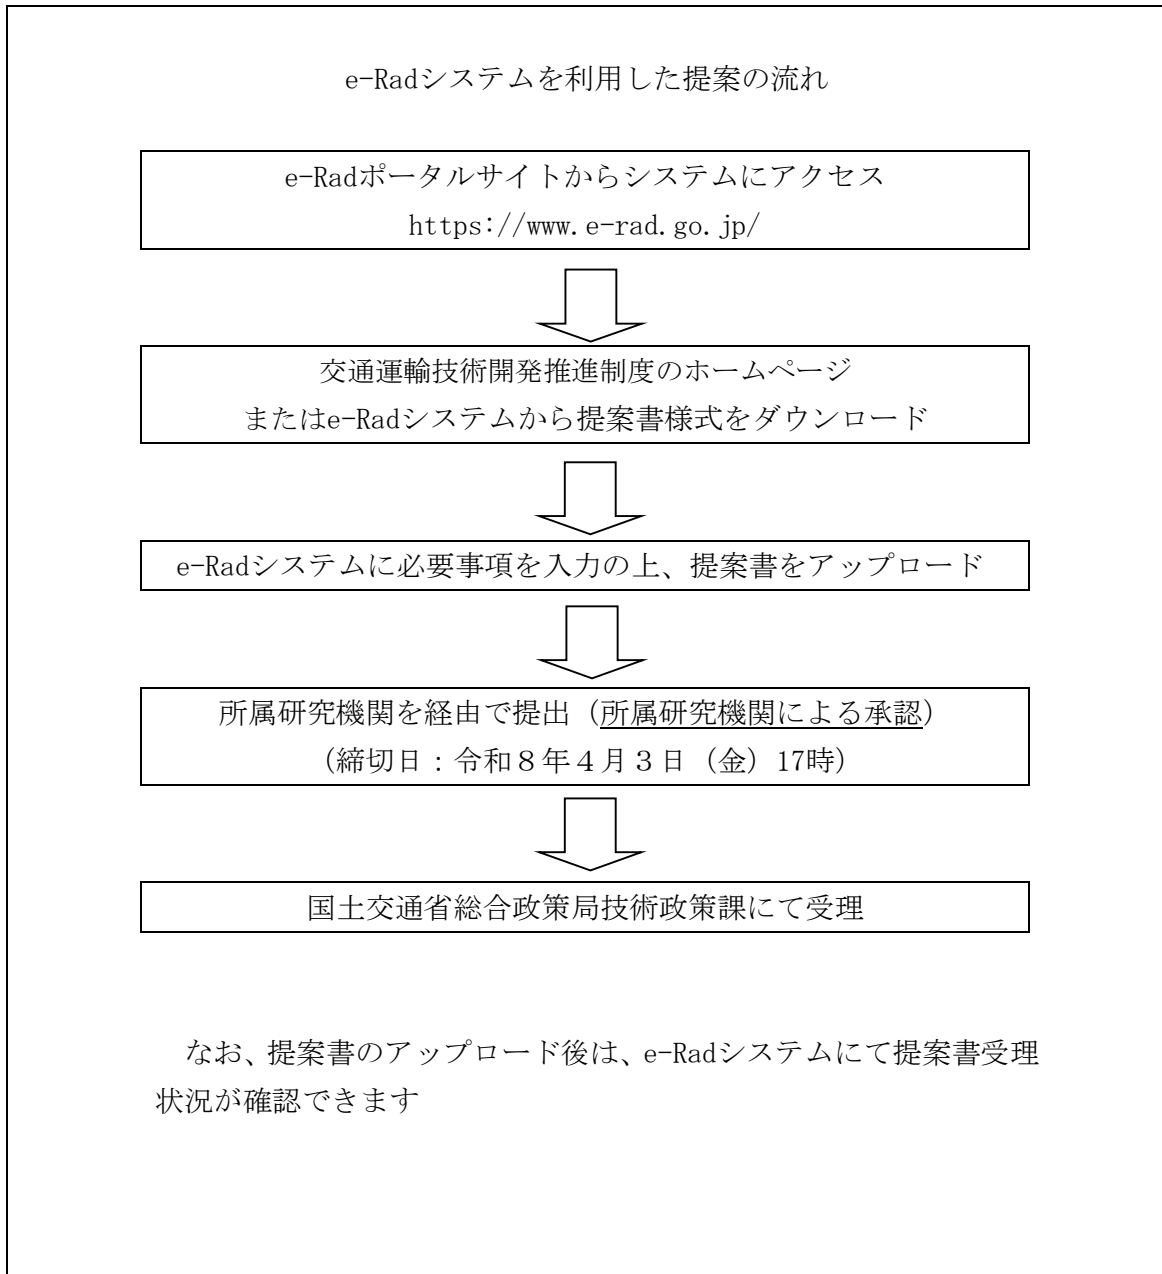 e-Radシステムを利用した提案の流れ
e-Radポータルサイトからシステムにアクセス
https://www.e-rad.go.jp/
交通運輸技術開発推進制度のホームページ
またはe-Radシステムから提案書様式をダウンロード
e-Radシステムに必要事項を入力の上、提案書をアップロード
所属研究機関を経由で提出（所属研究機関による承認）
（締切日：令和８年４月３日（金）17時）
国土交通省総合政策局技術政策課にて受理
なお、提案書のアップロード後は、e-Radシステムにて提案書受理
状況が確認できます